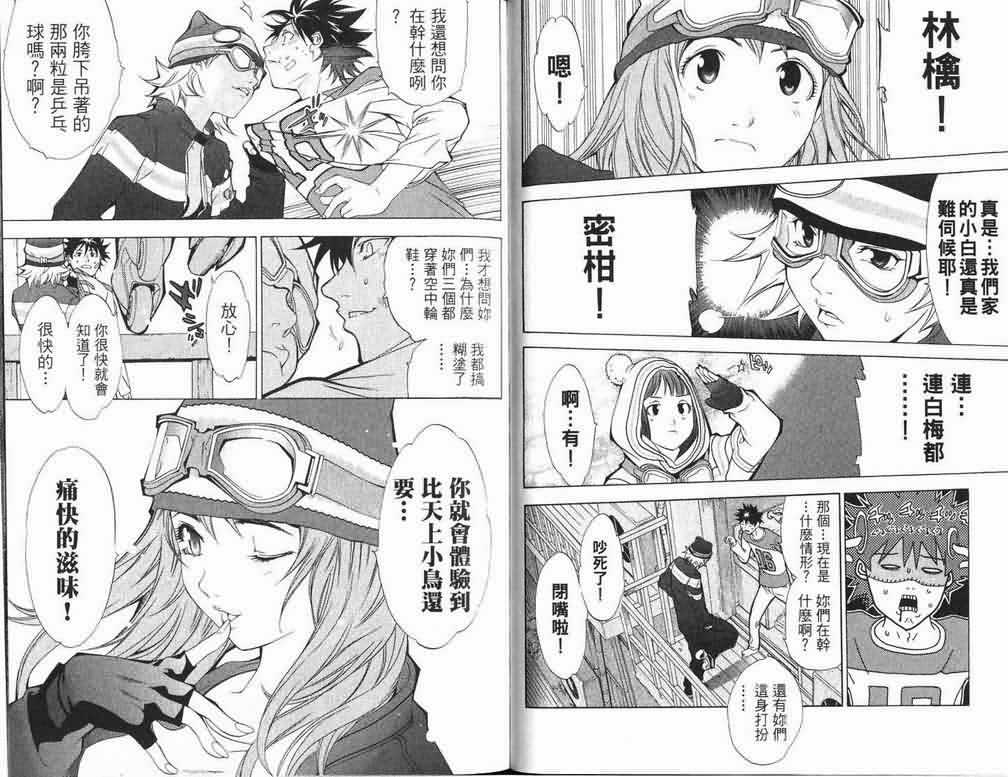 林檎！
嗯！
真是…我們家
的小白還真是
難伺候耶！
密柑！
連…
連白梅都
………！
啊…有！
那個…現在是
…什麼情形？
妳們在幹
什麼啊？
吵死了！
閉嘴啦！
還有妳們
這身打扮
……
我還想問你
在幹什麼咧
？
你胯下吊著的
那兩粒是乒乓
球嗎？啊？
我才想問妳
們…為什麼
妳們三個都
穿著空中輪
鞋…？
我都搞
糊塗了
……
放心！
你很快就會
知道了！
很快的…
你就會體驗到
比天上小鳥還
要…
痛快的滋味！